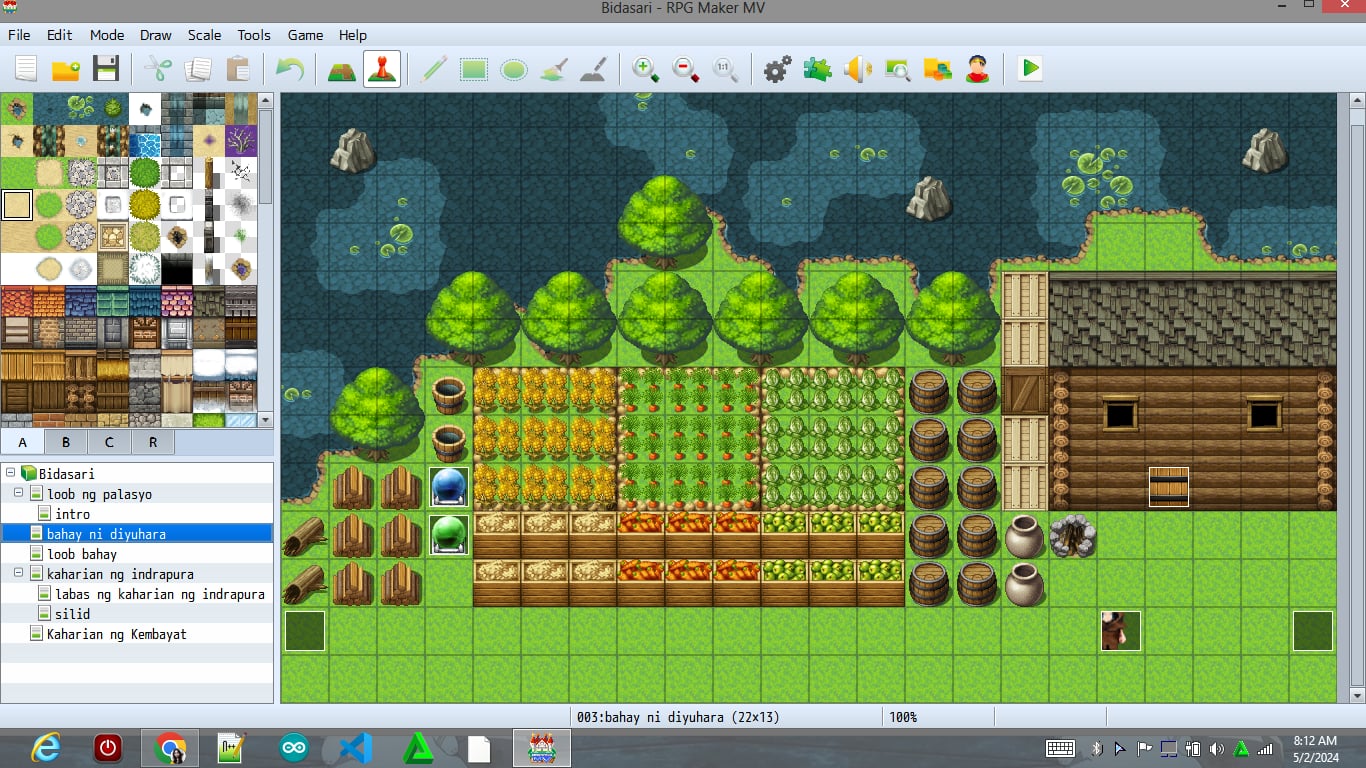 Bidasari - RPG Maker MV
File Edit Mode Draw Scale Tools Game Help
1:1
A B C R
Bidasari
loob ng palasyo
intro
bahay ni diyuhara
loob bahay
kaharian ng indrapura
labas ng kaharian ng indrapura
silid
Kaharian ng Kembayat
003:bahay ni diyuhara (22x13) 100%
8:12 AM
5/2/2024